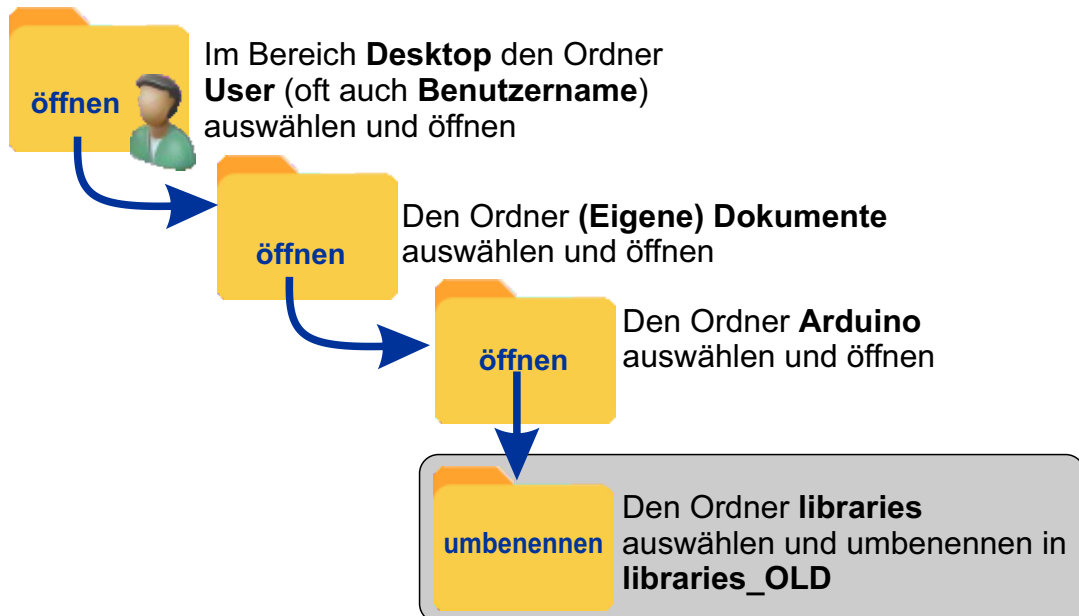 öffnen
Im Bereich Desktop den Ordner
User (oft auch Benutzername)
auswählen und öffnen
öffnen
Den Ordner (Eigene) Dokumente
auswählen und öffnen
öffnen
Den Ordner Arduino
auswählen und öffnen
umbenennen
Den Ordner libraries
auswählen und umbenennen in
libraries_OLD